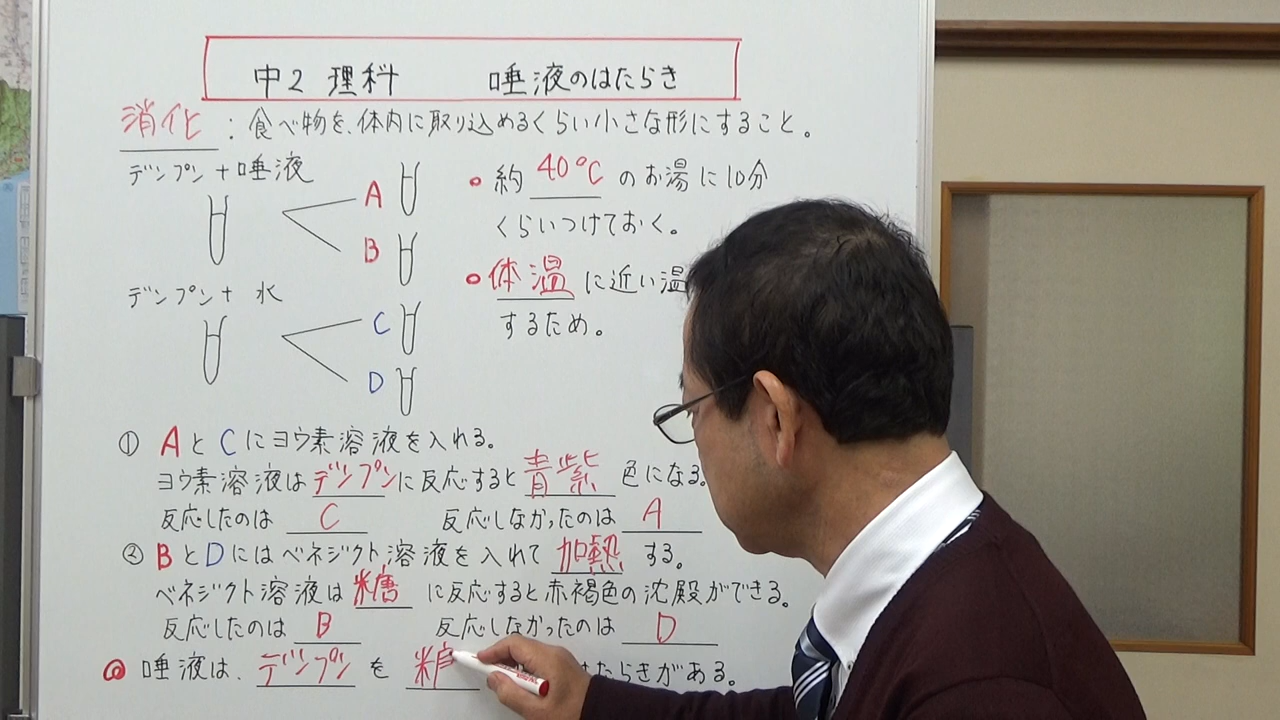 中2 理科 唾液のはたらき
消化 : 食べ物を、体内に取り込めるくらい小さな形にすること。
デンプン+唾液
A
B
デンプン+ 水
C
D
• 約 40℃ のお湯に10分
くらいつけておく。
• 体温 に近い温
するため。
① AとCにヨウ素溶液を入れる。
ヨウ素溶液はデンプンに反応すると青紫色になる。
反応したのは C 反応しなかったのは A
② BとDにはベネジクト溶液を入れて加熱する。
ベネジクト溶液は糖に反応すると赤褐色の沈殿ができる。
反応したのは B 反応しなかったのは D
◎ 唾液は、デンプンを はたらきがある。